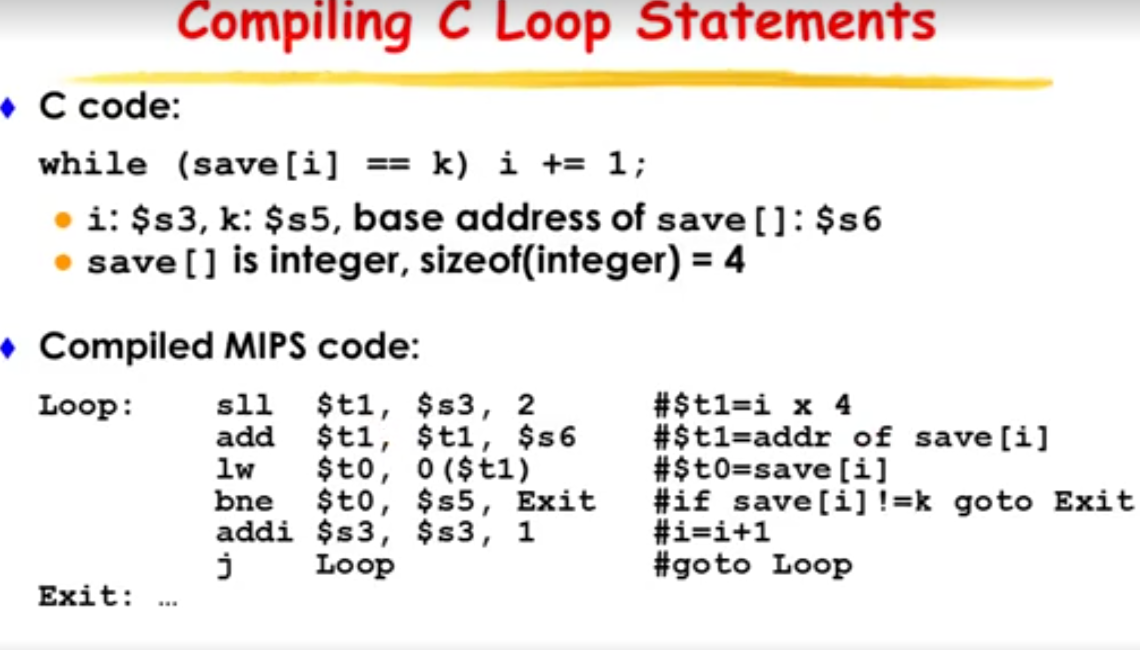 Compiling C Loop Statements
C code:
while (save[i] == k) i += 1;
i: $s3, k: $s5, base address of save[]: $s6
save[] is integer, sizeof(integer) = 4
Compiled MIPS code:
Loop: sll $t1, $s3, 2 #$t1=i x 4
add $t1, $t1, $s6 #$t1=addr of save[i]
lw $t0, 0($t1) #$t0=save[i]
bne $t0, $s5, Exit #if save[i]!=k goto Exit
addi $s3, $s3, 1 #i=i+1
j Loop #goto Loop
Exit: …